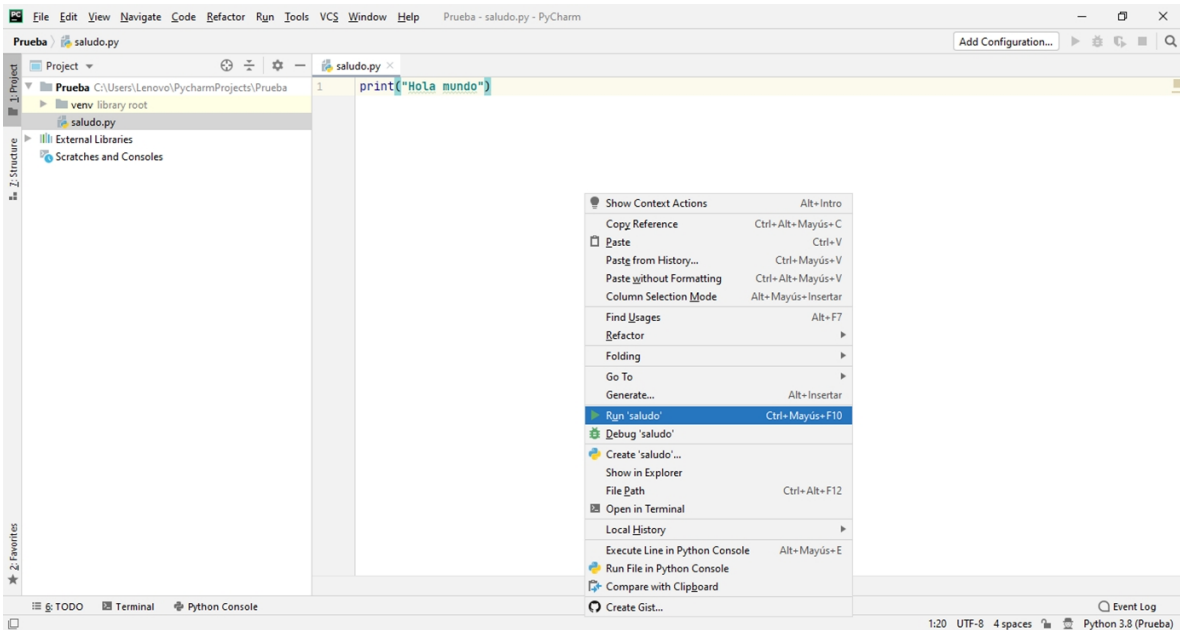 File Edit View Navigate Code Refactor Run Tools VCS Window Help Prueba - saludo.py - PyCharm
Prueba saludo.py Add Configuration...
1: Project
Project
saludo.py
Prueba C:\Users\Lenovo\PycharmProjects\Prueba
venv library root
saludo.py
External Libraries
Scratches and Consoles
1 print("Hola mundo")
Z: Structure
2: Favorites
Show Context Actions Alt+Intro
Copy Reference Ctrl+Alt+Mayús+C
Paste Ctrl+V
Paste from History... Ctrl+Mayús+V
Paste without Formatting Ctrl+Alt+Mayús+V
Column Selection Mode Alt+Mayús+Insertar
Find Usages Alt+F7
Refactor
Folding
Go To
Generate... Alt+Insertar
Run 'saludo' Ctrl+Mayús+F10
Debug 'saludo'
Create 'saludo'...
Show in Explorer
File Path Ctrl+Alt+F12
Open in Terminal
Local History
Execute Line in Python Console Alt+Mayús+E
Run File in Python Console
Compare with Clipboard
Create Gist...
6: TODO Terminal Python Console Event Log
1:20 UTF-8 4 spaces Python 3.8 (Prueba)